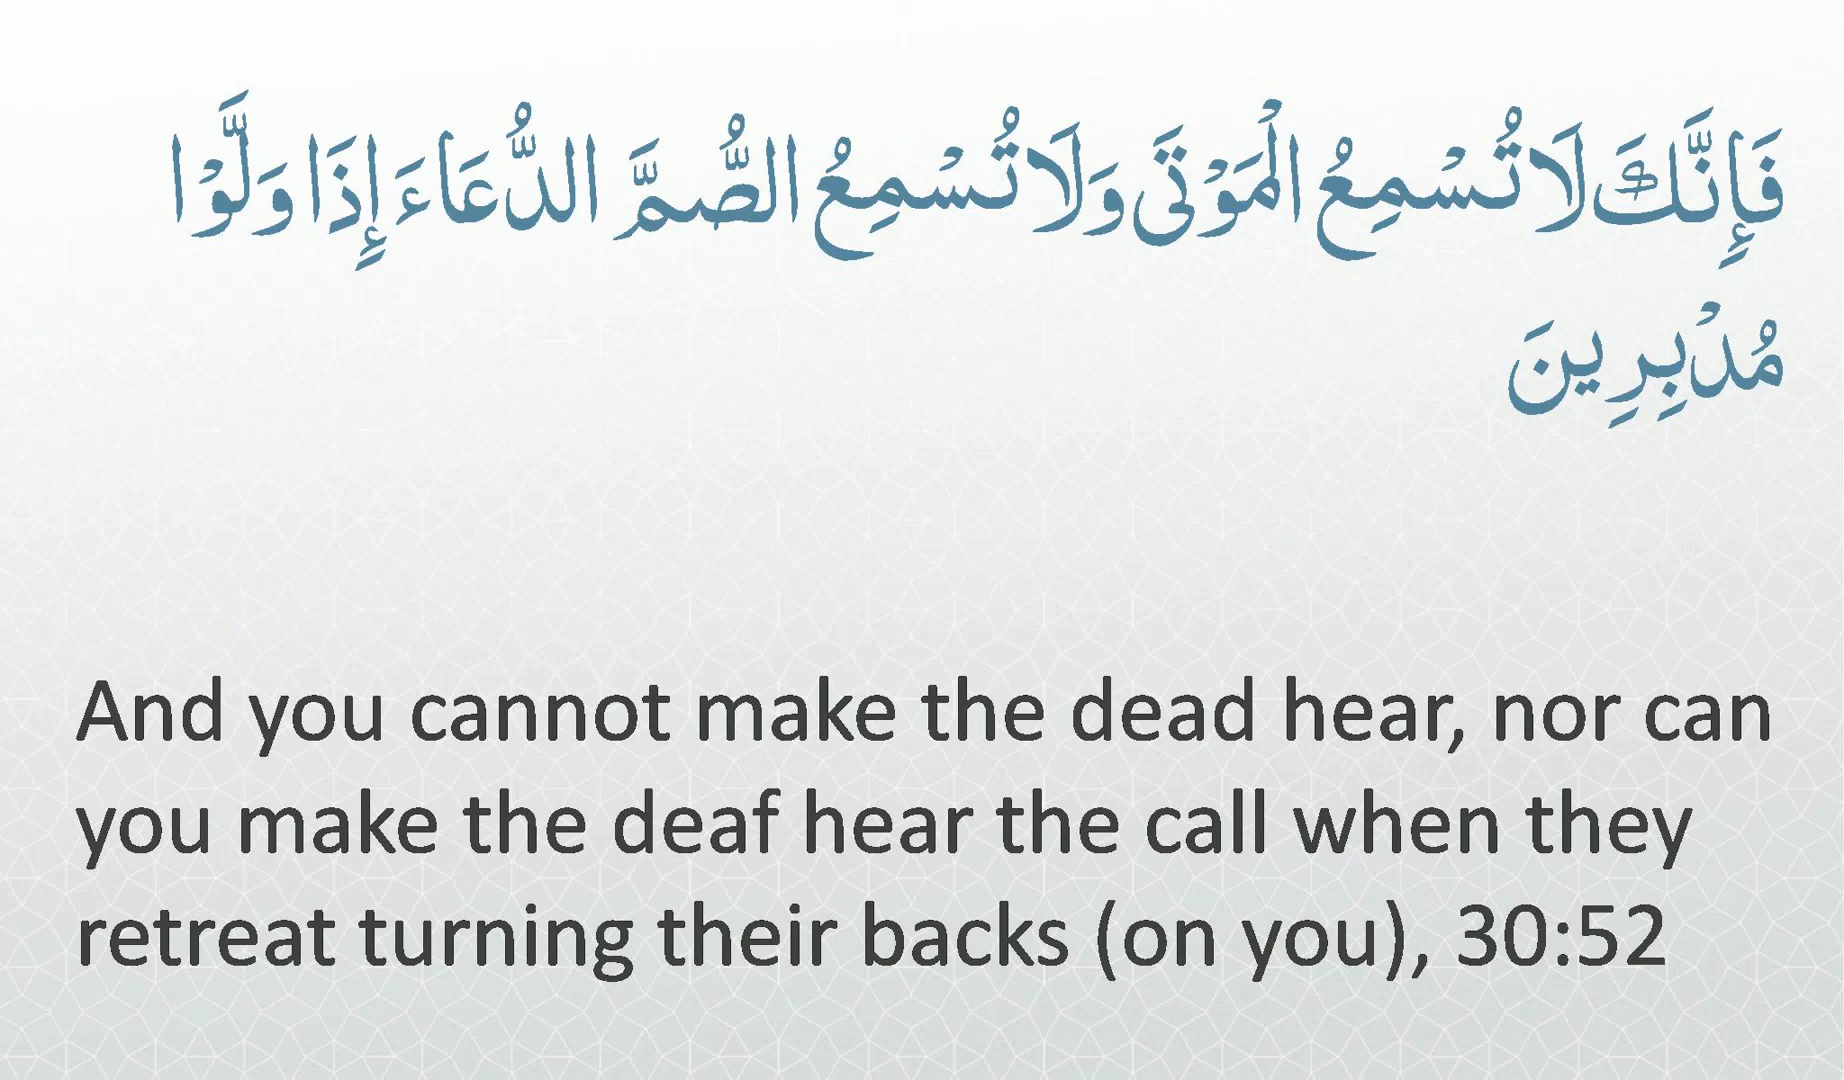 فَإِنَّكَ لَا تُسْمِعُ الْمَوْتَىٰ وَلَا تُسْمِعُ الصُّمَّ الدُّعَاءَ إِذَا وَلَّوْا
مُدْبِرِينَ
And you cannot make the dead hear, nor can
you make the deaf hear the call when they
retreat turning their backs (on you), 30:52